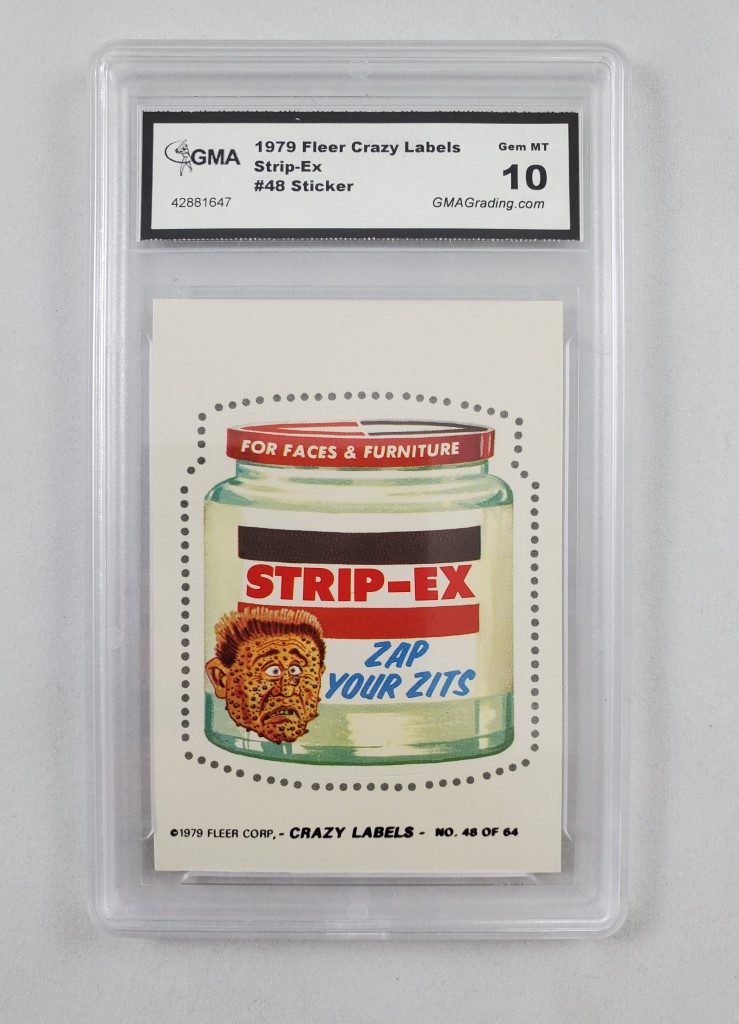 GMA
1979 Fleer Crazy Labels
Strip-Ex
#48 Sticker
42881647
Gem MT
10
GMAGrading.com
FOR FACES & FURNITURE
STRIP-EX
ZAP
YOUR ZITS
©1979 FLEER CORP. - CRAZY LABELS - NO. 48 OF 64